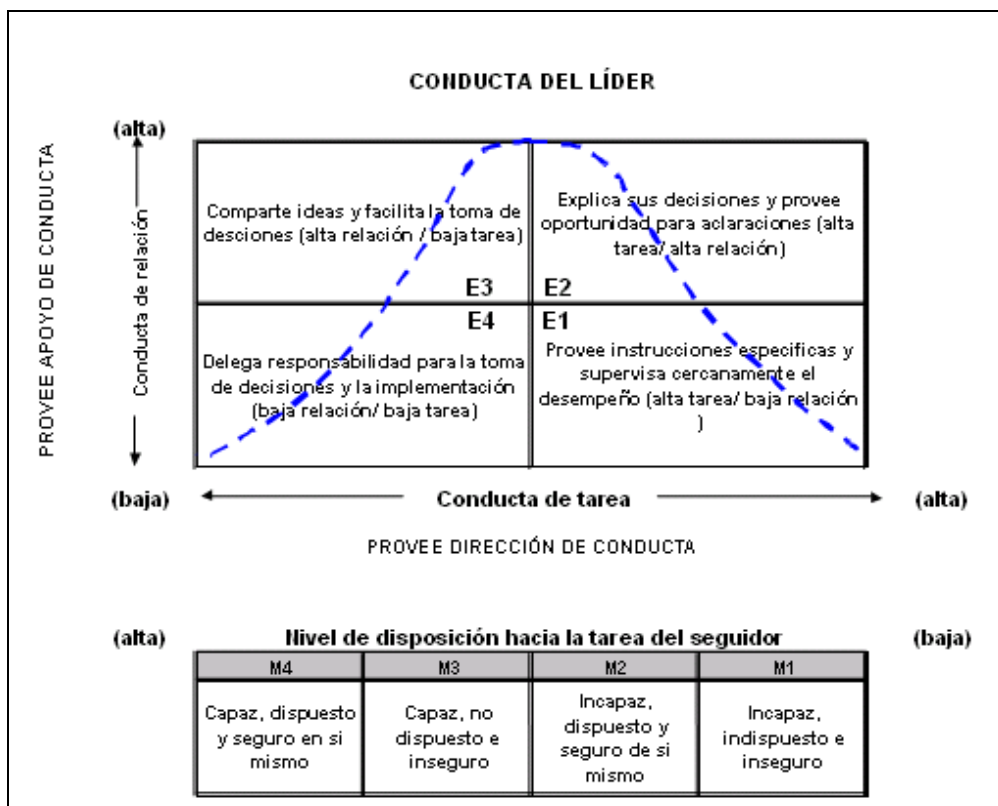 CONDUCTA DEL LÍDER
(alta)
PROVEE APOYO DE CONDUCTA
Conducta de relación
Comparte ideas y facilita la toma de
desciones (alta relación / baja tarea)
E3
Explica sus decisiones y provee
oportunidad para aclaraciones (alta
tarea/ alta relación)
E2
E4
Delega responsabilidad para la toma
de decisiones y la implementación
(baja relación/ baja tarea)
E1
Provee instrucciones especificas y
supervisa cercanamente el
desempeño (alta tarea/ baja relación
)
(baja)
Conducta de tarea
(alta)
PROVEE DIRECCIÓN DE CONDUCTA
(alta)
Nivel de disposición hacia la tarea del seguidor
(baja)
M4
M3
M2
M1
Capaz, dispuesto
y seguro en si
mismo
Capaz, no
dispuesto e
inseguro
Incapaz,
dispuesto y
seguro de si
mismo
Incapaz,
indispuesto e
inseguro